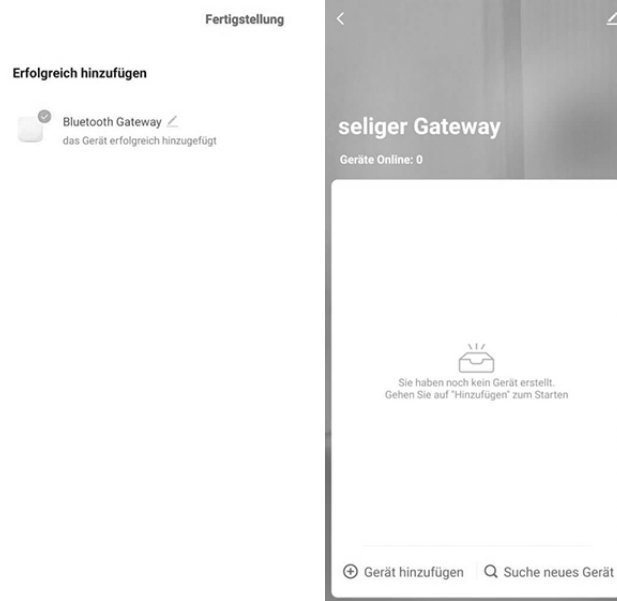 Fertigstellung
Erfolgreich hinzufügen
Bluetooth Gateway
das Gerät erfolgreich hinzugefügt
seliger Gateway
Geräte Online: 0
Sie haben noch kein Gerät erstellt.
Gehen Sie auf "Hinzufügen" zum Starten
Gerät hinzufügen
Suche neues Gerät